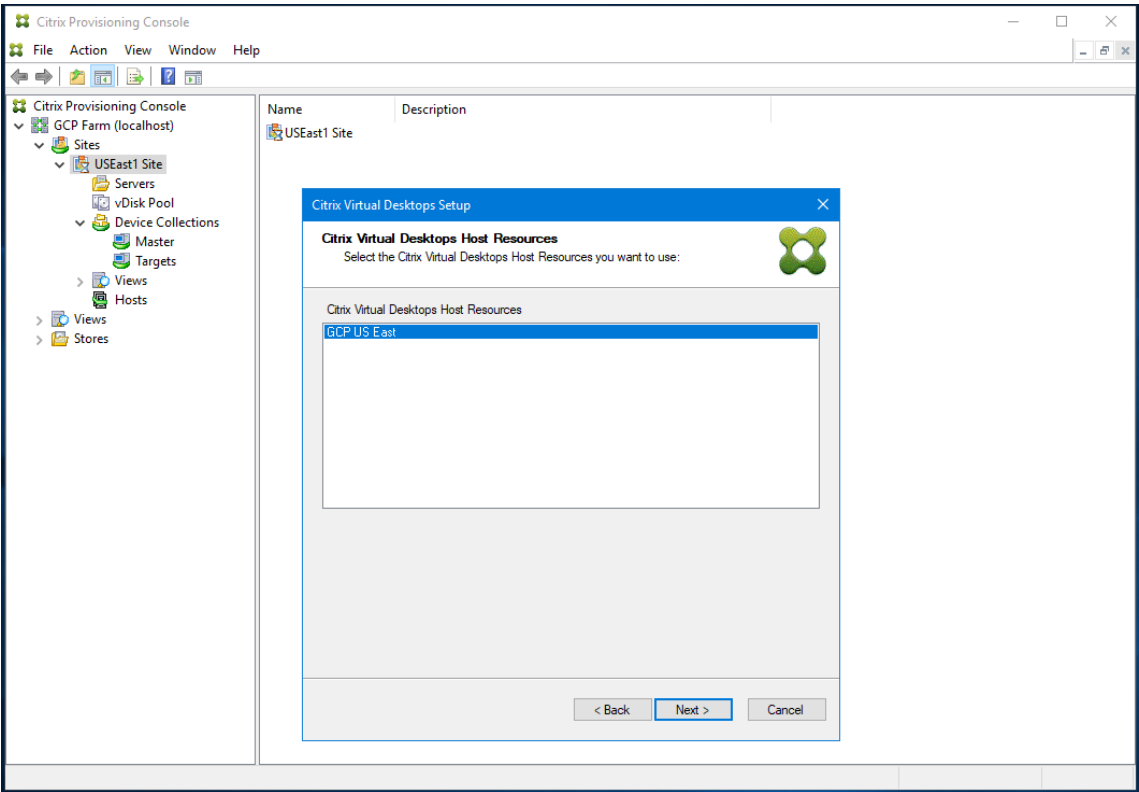 Citrix Provisioning Console
File Action View Window Help
Citrix Provisioning Console
GCP Farm (localhost)
Sites
USEast1 Site
Servers
vDisk Pool
Device Collections
Master
Targets
Views
Hosts
Views
Stores
Name Description
USEast1 Site
Citrix Virtual Desktops Setup
Citrix Virtual Desktops Host Resources
Select the Citrix Virtual Desktops Host Resources you want to use:
Citrix Virtual Desktops Host Resources
GCP US East
< Back Next > Cancel